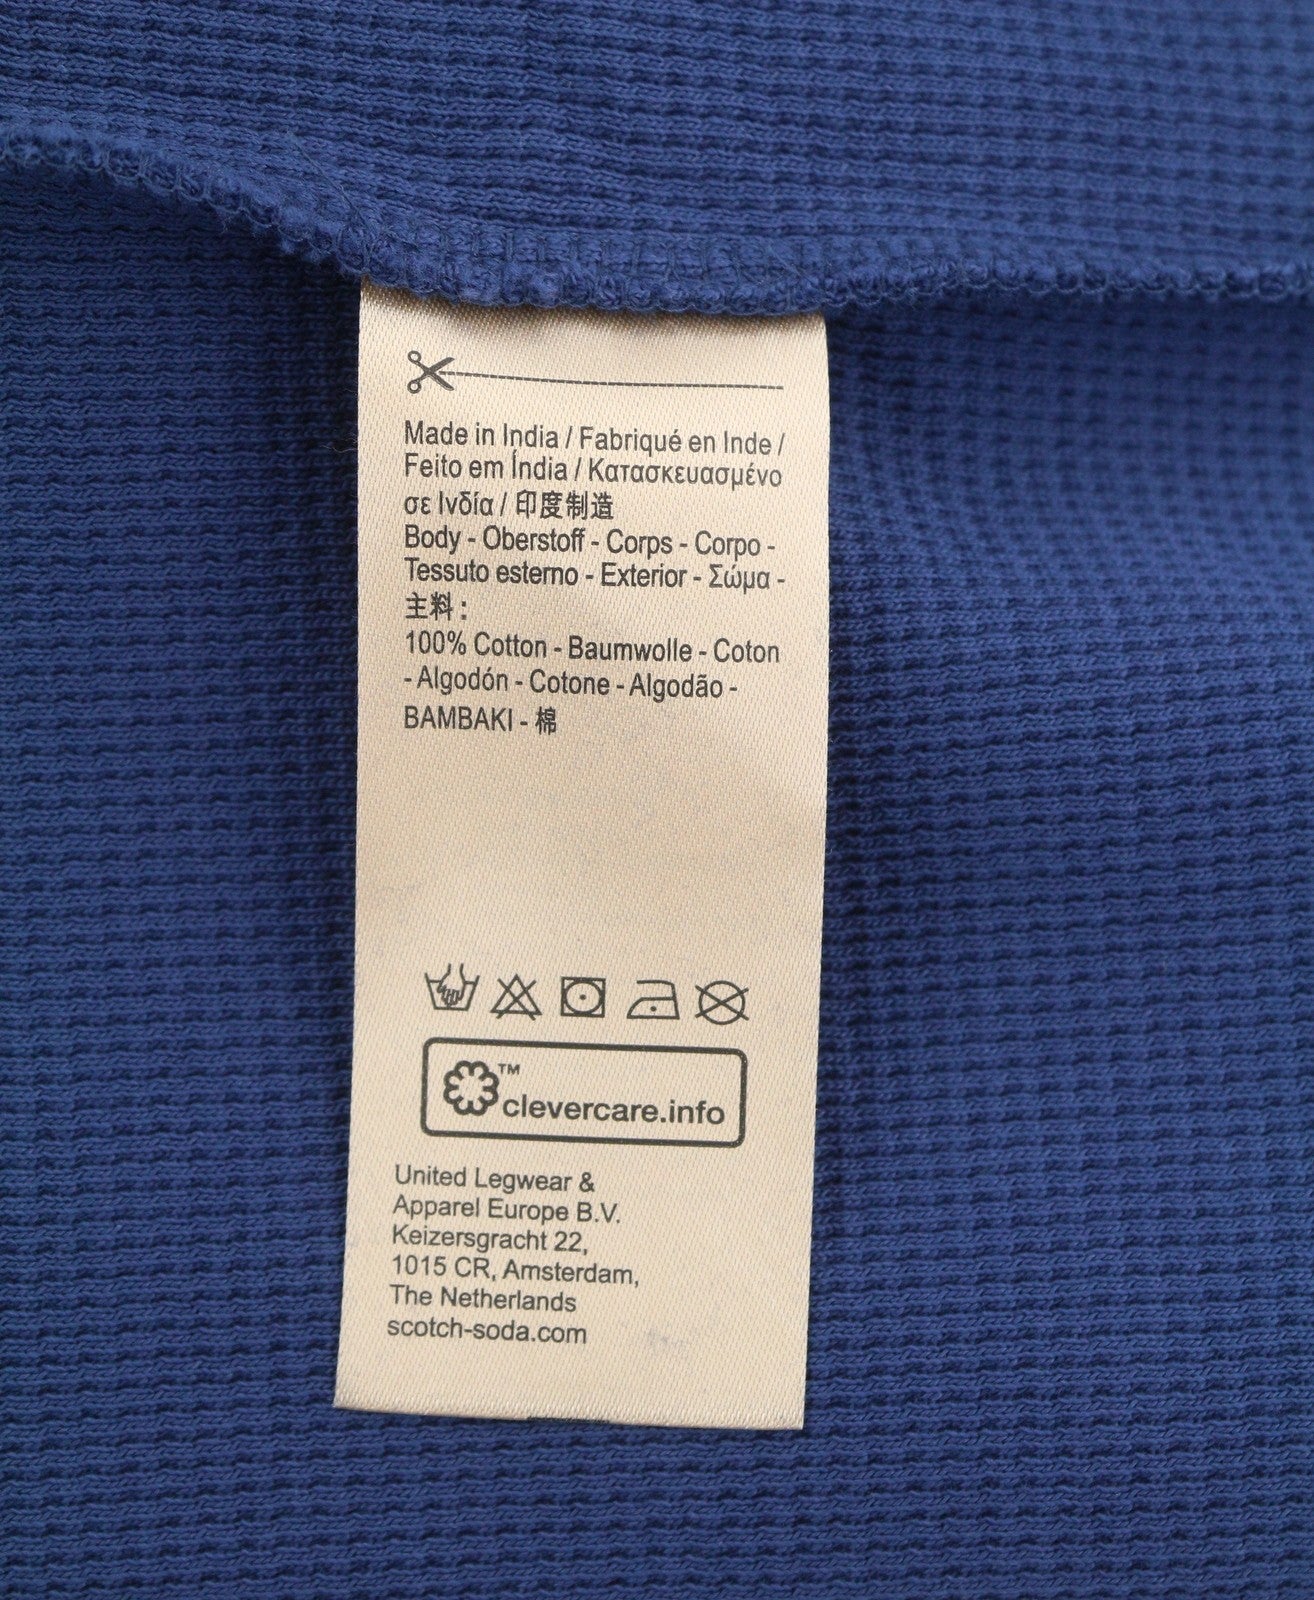 Made in India / Fabriqué en Inde /
Feito em Índia / Κατασκευασμένο
σε Ινδία / 印度制造
Body - Oberstoff - Corps - Corpo -
Tessuto esterno - Exterior - Σώμα -
主料 :
100% Cotton - Baumwolle - Coton
- Algodón - Cotone - Algodão -
BAMBAKI - 棉
™
clevercare.info
United Legwear &
Apparel Europe B.V.
Keizersgracht 22,
1015 CR, Amsterdam,
The Netherlands
scotch-soda.com